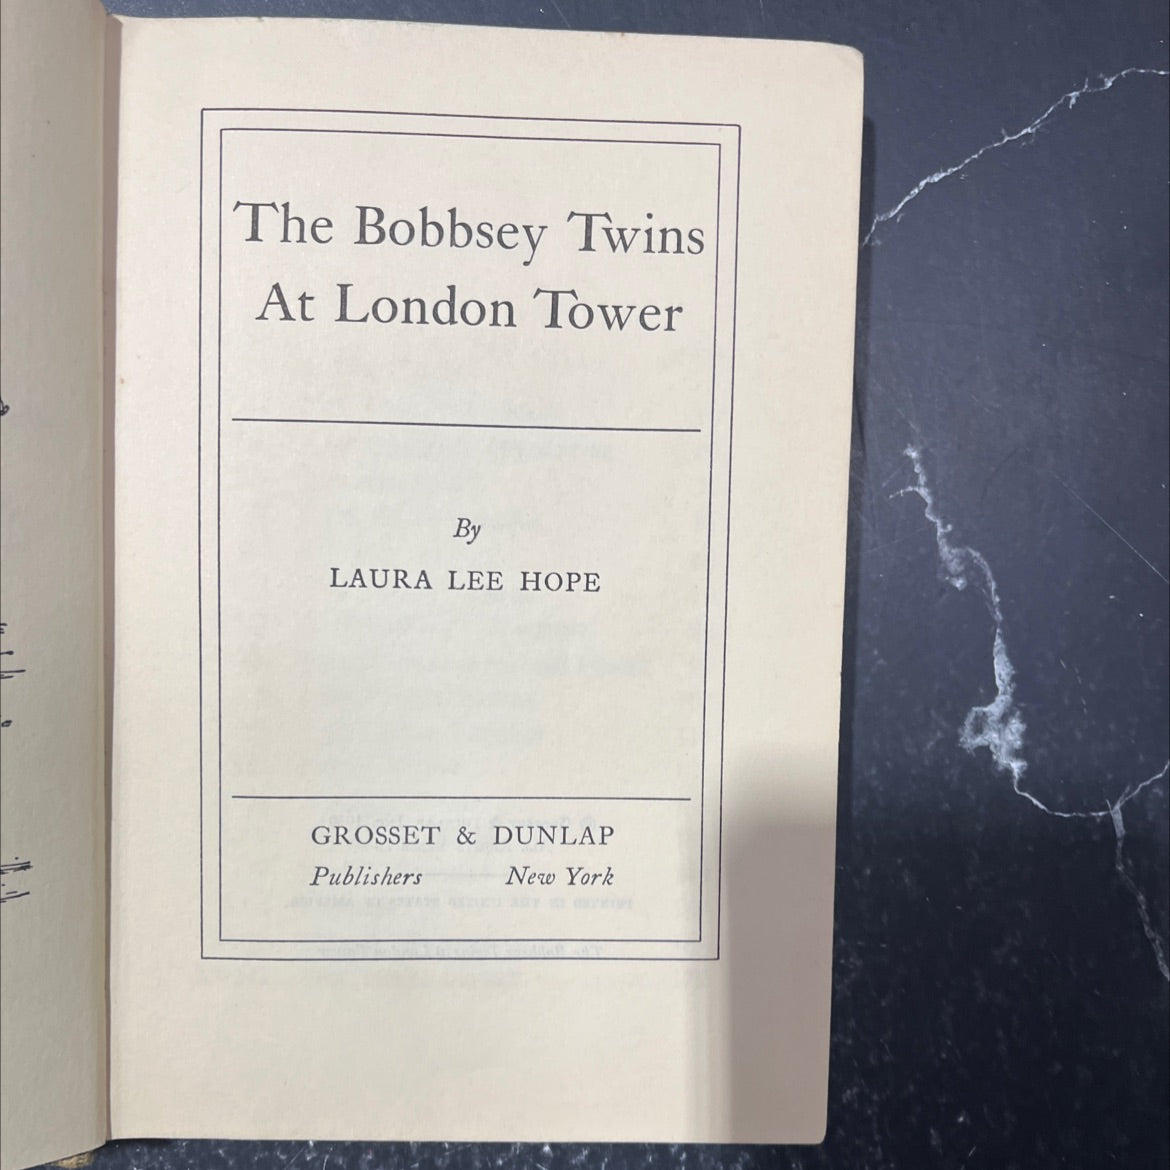 The Bobbsey Twins
At London Tower
By
LAURA LEE HOPE
GROSSET & DUNLAP
Publishers New York